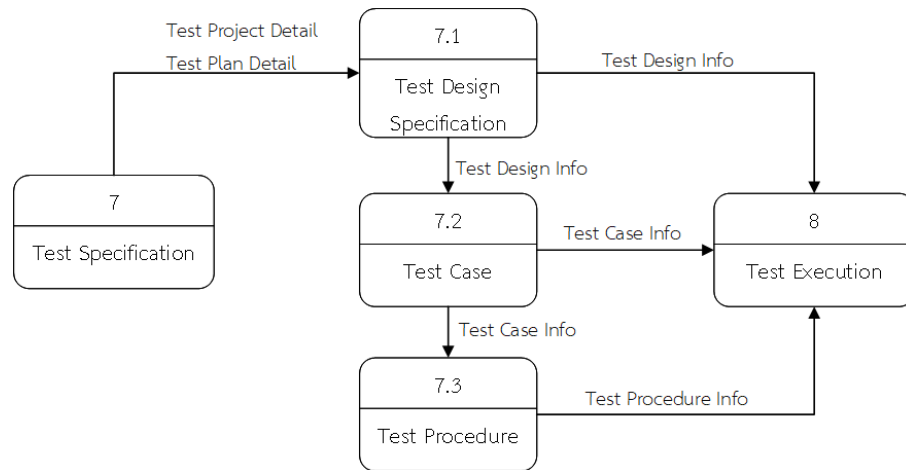 Test Project Detail
Test Plan Detail
7.1
Test Design
Specification
Test Design Info
Test Design Info
7
Test Specification
7.2
Test Case
Test Case Info
8
Test Execution
Test Case Info
7.3
Test Procedure
Test Procedure Info